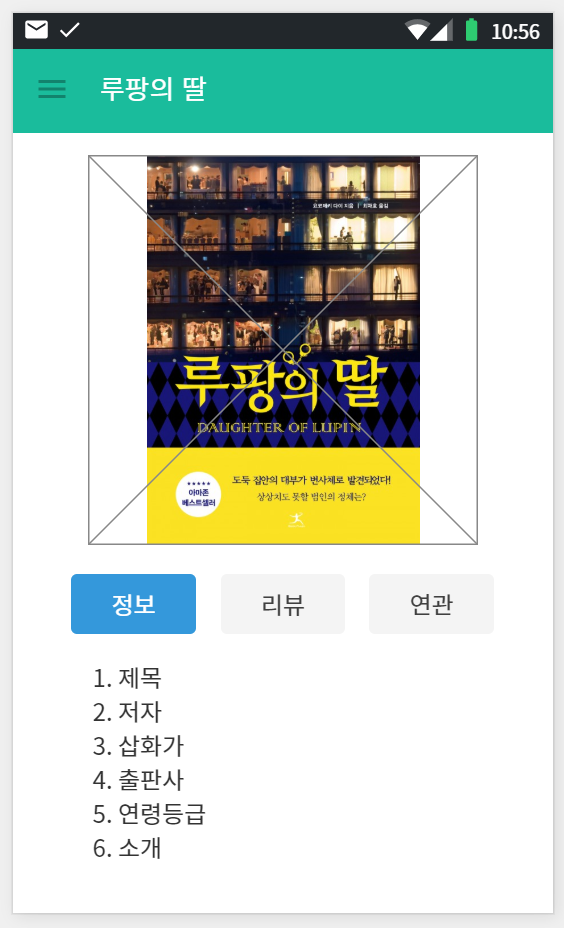 10:56
루팡의 딸
요코제키 다이 지음 | 최재호 옮김
루팡의 딸
DAUGHTER OF LUPIN
도둑 집안의 대부가 변사체로 발견되었다!
상상치도 못할 범인의 정체는?
★★★★★
아마존
베스트셀러
정보
리뷰
연관
1. 제목
2. 저자
3. 삽화가
4. 출판사
5. 연령등급
6. 소개